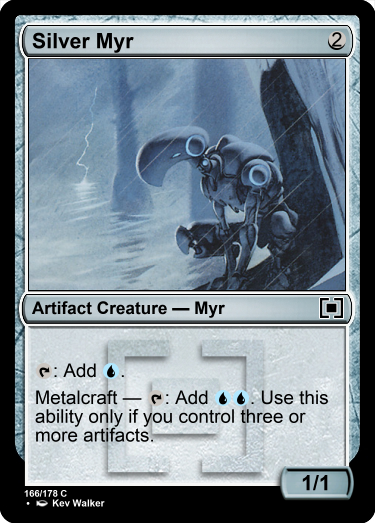 Silver Myr 2
Artifact Creature — Myr
: Add .
Metalcraft — : Add . Use this
ability only if you control three or
more artifacts.
1/1
166/178 C
• Kev Walker